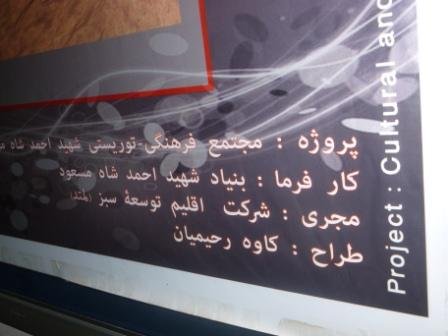 پروژه : مجتمع فرهنگی-توریستی شهید احمد شاه
کار فرما : بنیاد شهید احمد شاه مسعود
مجری : شرکت اقلیم توسعهٔ سبز (لمتد)
طراح : کاوه رحیمیان
Project : Cultural and